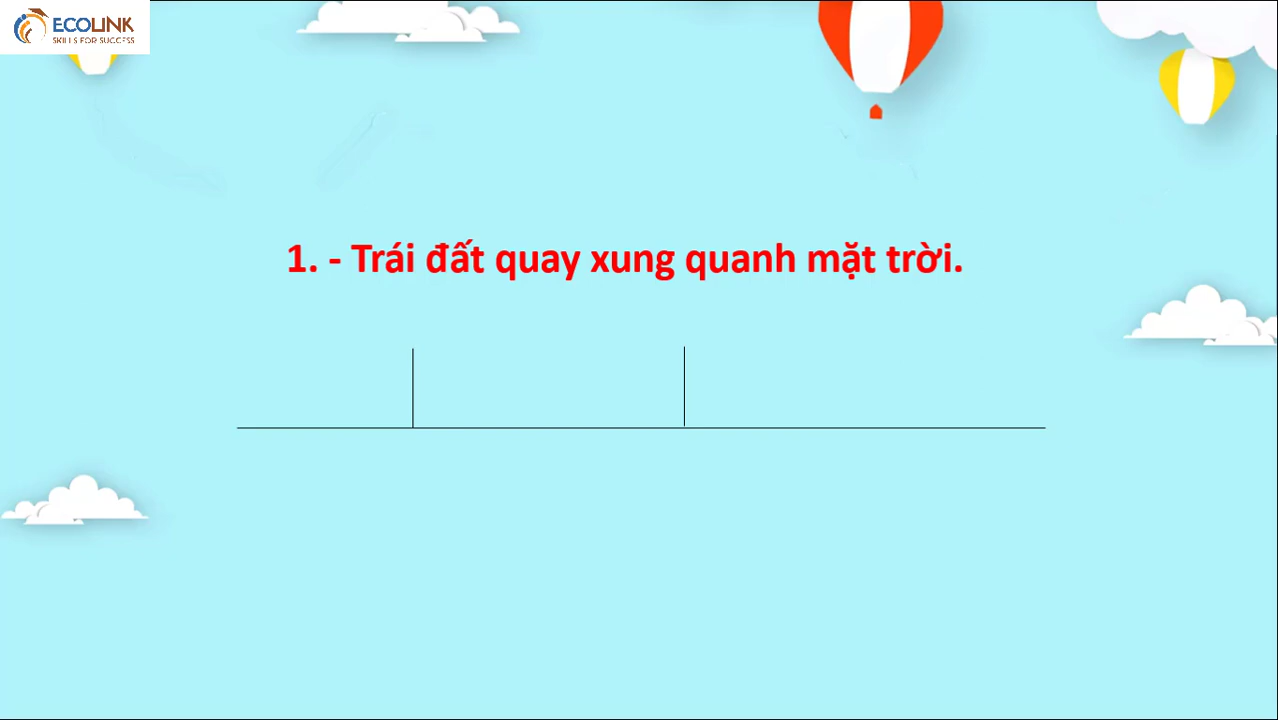 ECOLINK
SKILLS FOR SUCCESS
1. - Trái đất quay xung quanh mặt trời.